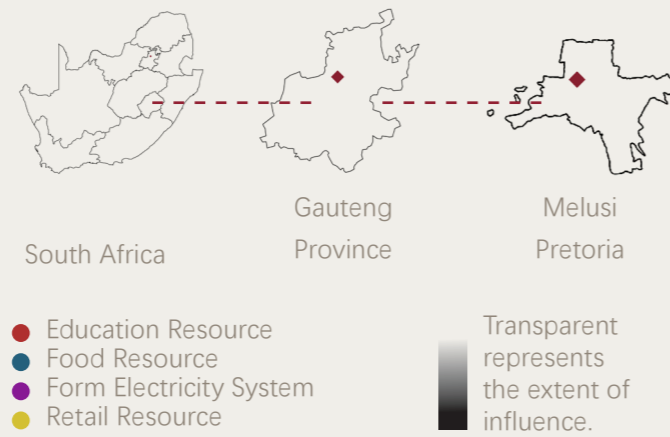 South Africa
Gauteng
Province
Melusi
Pretoria
Education Resource
Food Resource
Form Electricity System
Retail Resource
Transparent
represents
the extent of
influence.